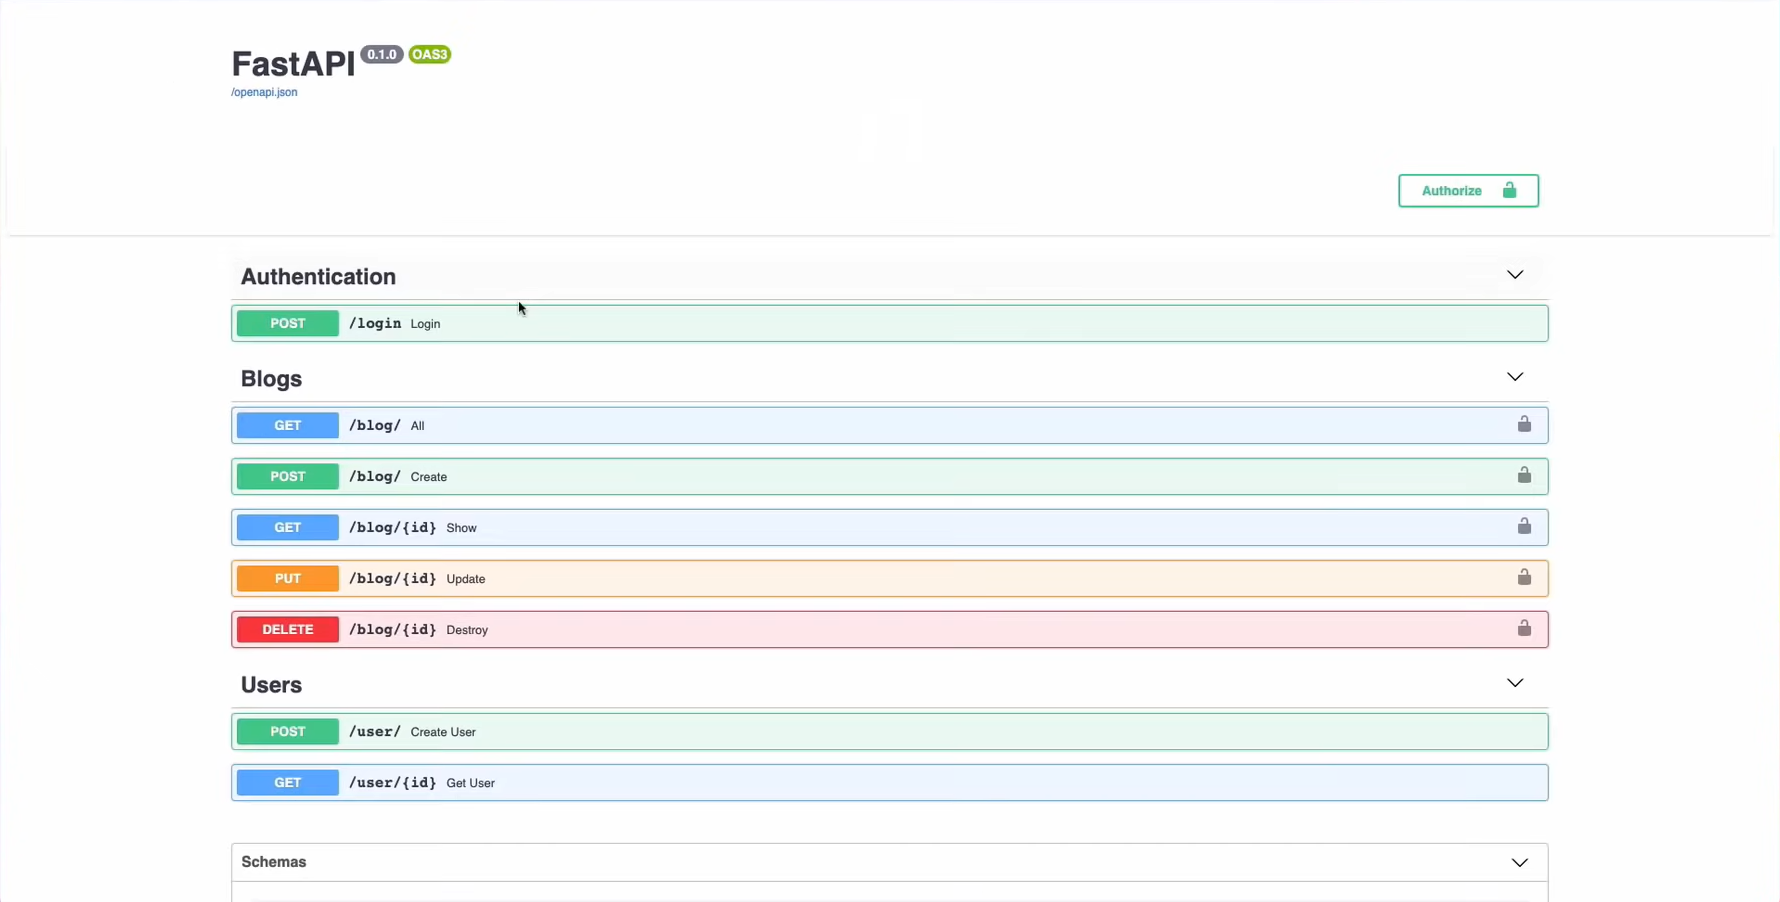 FastAPI 0.1.0 OAS3
/openapi.json
Authorize
Authentication
POST /login Login
Blogs
GET /blog/ All
POST /blog/ Create
GET /blog/{id} Show
PUT /blog/{id} Update
DELETE /blog/{id} Destroy
Users
POST /user/ Create User
GET /user/{id} Get User
Schemas